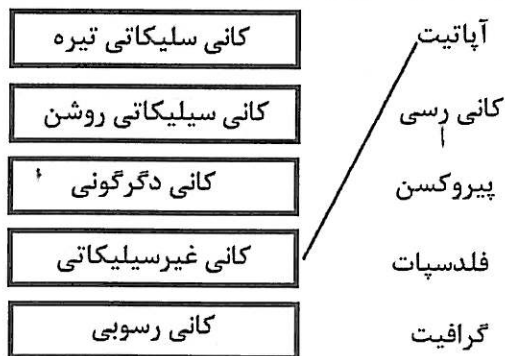 آپاتیت
کانی رسی
پیروکسن
فلدسپات
گرافیت
کانی سلیکاتی تیره
کانی سیلیکاتی روشن
کانی دگرگونی
کانی غیرسیلیکاتی
کانی رسوبی